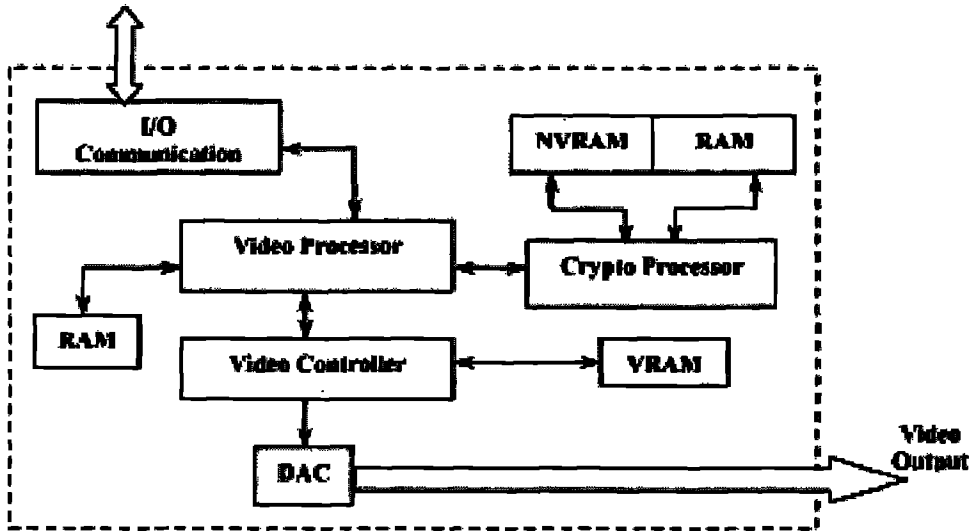 I/O
Communication
NVRAM
RAM
Video Processor
Crypto Processor
RAM
Video Controller
VRAM
DAC
Video
Output